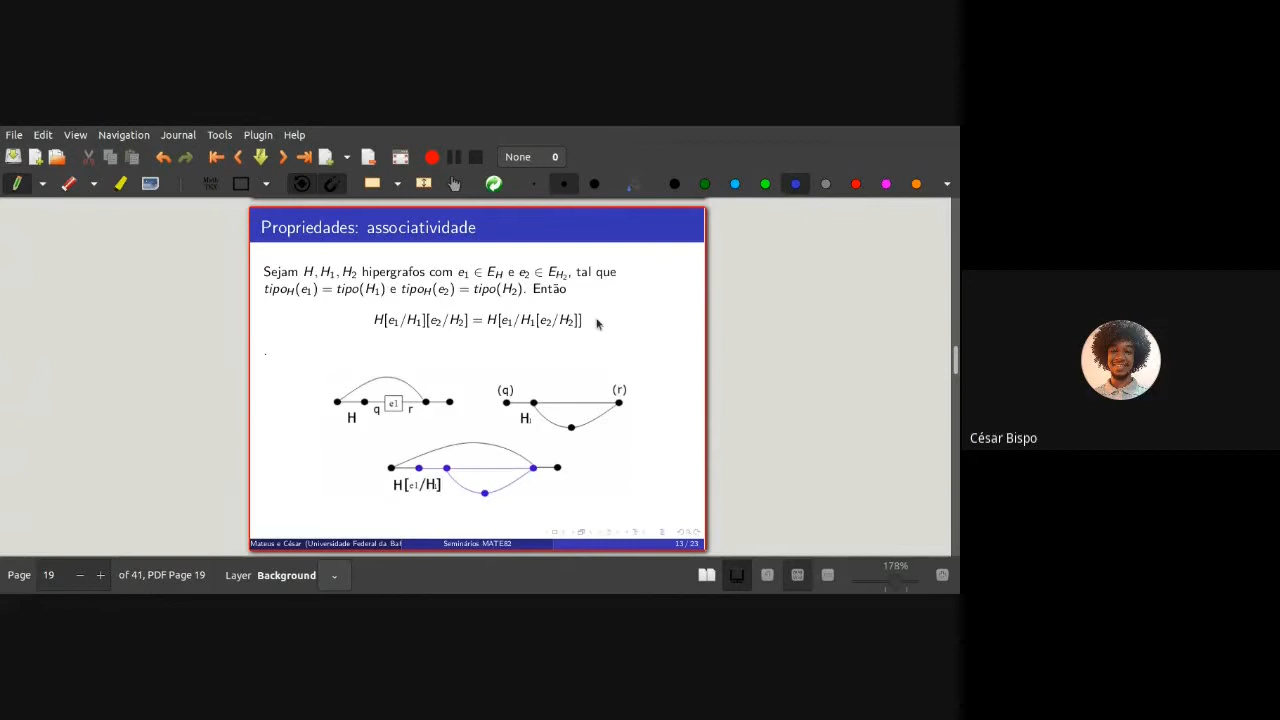 File Edit View Navigation Journal Tools Plugin Help
None 0
Propriedades: associatividade
Sejam H, H₁, H₂ hipergrafos com e₁ ∈ E_H e e₂ ∈ E_H₂, tal que
tipo_H(e₁) = tipo(H₁) e tipo_H(e₂) = tipo(H₂). Então
H[e₁/H₁][e₂/H₂] = H[e₁/H₁[e₂/H₂]]
.
(q) (r)
q e1 r
H H₁
H[e1/H₁]
Mateus e César (Universidade Federal da Bah Seminários MATE82 13 / 23
César Bispo
Page 19 − + of 41, PDF Page 19 Layer Background 178%